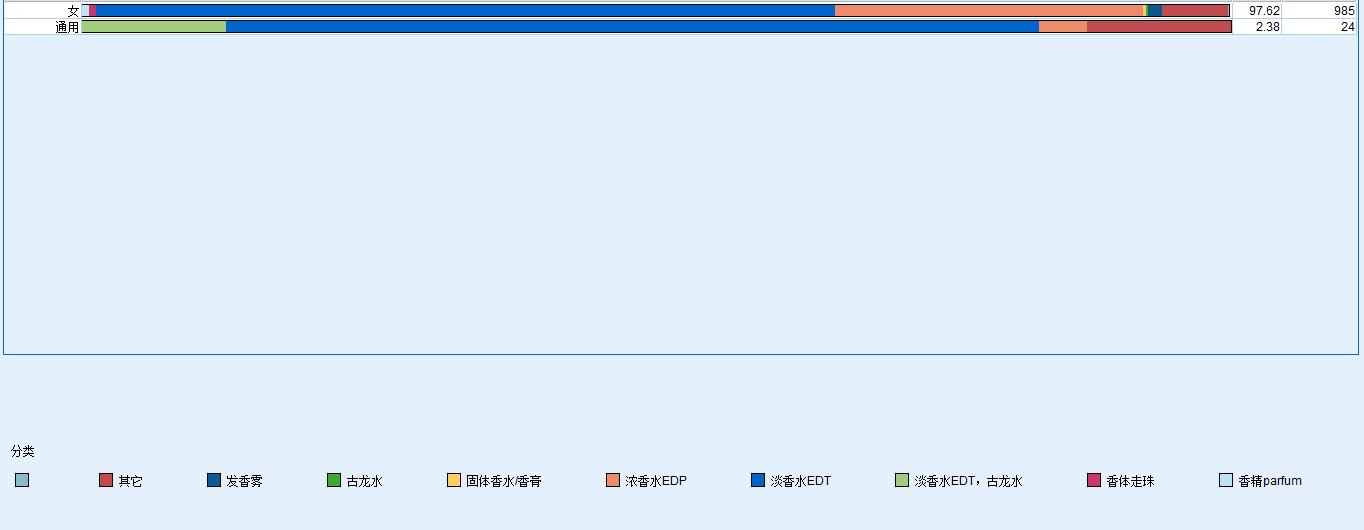 女 97.62 985
通用 2.38 24
分类
其它 发香雾 古龙水 固体香水/香膏 浓香水EDP 淡香水EDT 淡香水EDT，古龙水 香体走珠 香精parfum